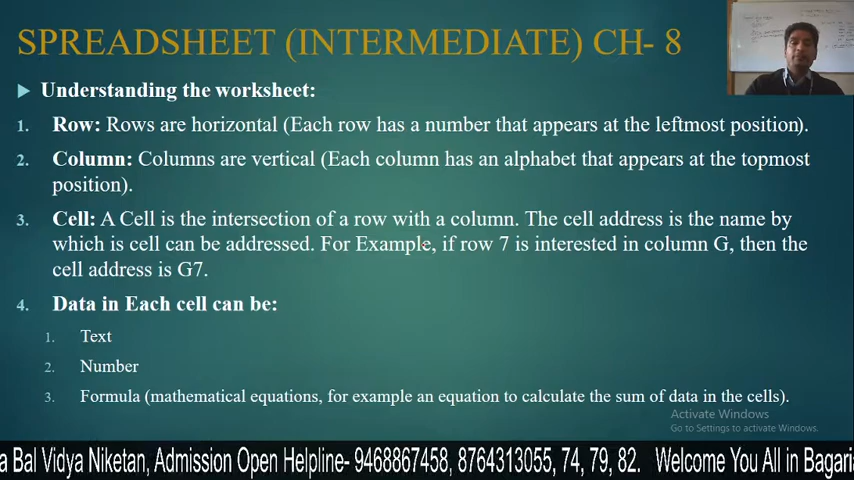 SPREADSHEET (INTERMEDIATE) CH- 8
Understanding the worksheet:
1. Row: Rows are horizontal (Each row has a number that appears at the leftmost position).
2. Column: Columns are vertical (Each column has an alphabet that appears at the topmost
position).
3. Cell: A Cell is the intersection of a row with a column. The cell address is the name by
which is cell can be addressed. For Example, if row 7 is interested in column G, then the
cell address is G7.
4. Data in Each cell can be:
1. Text
2. Number
3. Formula (mathematical equations, for example an equation to calculate the sum of data in the cells).
Activate Windows
Go to Settings to activate Windows.
a Bal Vidya Niketan, Admission Open Helpline- 9468867458, 8764313055, 74, 79, 82. Welcome You All in Bagaria